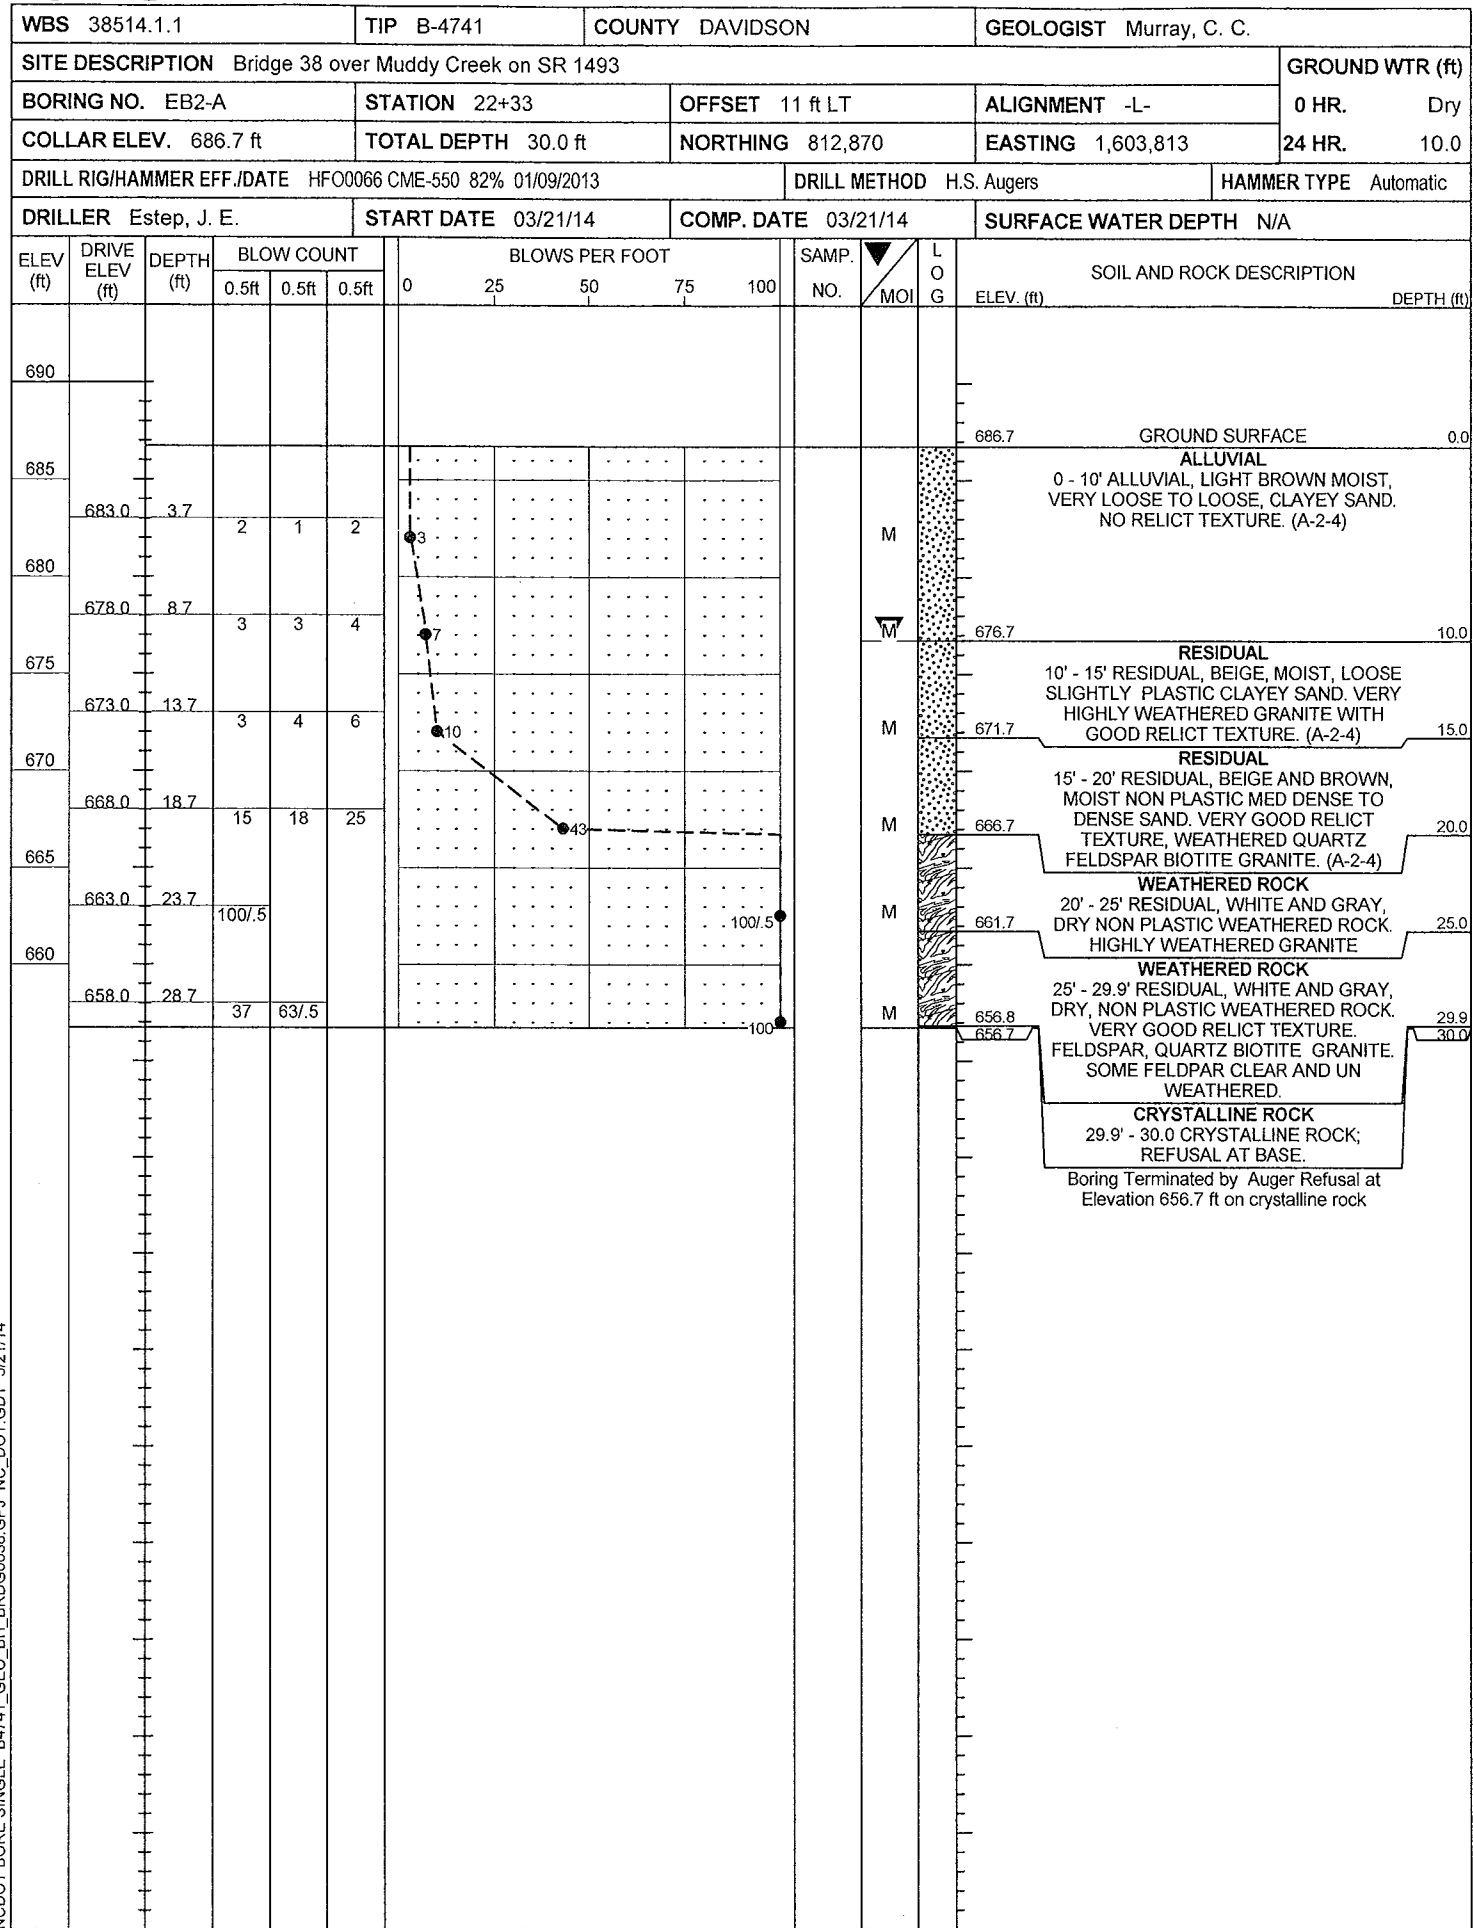 WBS 38514.1.1 TIP B-4741 COUNTY DAVIDSON GEOLOGIST Murray, C. C.
SITE DESCRIPTION Bridge 38 over Muddy Creek on SR 1493 GROUND WTR (ft)
BORING NO. EB2-A STATION 22+33 OFFSET 11 ft LT ALIGNMENT -L- 0 HR. Dry
COLLAR ELEV. 686.7 ft TOTAL DEPTH 30.0 ft NORTHING 812,870 EASTING 1,603,813 24 HR. 10.0
DRILL RIG/HAMMER EFF./DATE HFO0066 CME-550 82% 01/09/2013 DRILL METHOD H.S. Augers HAMMER TYPE Automatic
DRILLER Estep, J. E. START DATE 03/21/14 COMP. DATE 03/21/14 SURFACE WATER DEPTH N/A
ELEV (ft) DRIVE ELEV (ft) DEPTH (ft) BLOW COUNT BLOWS PER FOOT SAMP. NO. MOI LOG SOIL AND ROCK DESCRIPTION
0.5ft 0.5ft 0.5ft 0 25 50 75 100 ELEV. (ft) DEPTH (ft)
690
686.7 GROUND SURFACE 0.0
685
ALLUVIAL
0 - 10' ALLUVIAL, LIGHT BROWN MOIST,
VERY LOOSE TO LOOSE, CLAYEY SAND.
NO RELICT TEXTURE. (A-2-4)
683.0 3.7
2 1 2 3 M
680
678.0 8.7
3 3 4 7 M
676.7 10.0
675
RESIDUAL
10' - 15' RESIDUAL, BEIGE, MOIST, LOOSE
SLIGHTLY PLASTIC CLAYEY SAND. VERY
HIGHLY WEATHERED GRANITE WITH
GOOD RELICT TEXTURE. (A-2-4)
673.0 13.7
3 4 6 10 M
671.7 15.0
670
RESIDUAL
15' - 20' RESIDUAL, BEIGE AND BROWN,
MOIST NON PLASTIC MED DENSE TO
DENSE SAND. VERY GOOD RELICT
TEXTURE, WEATHERED QUARTZ
FELDSPAR BIOTITE GRANITE. (A-2-4)
668.0 18.7
15 18 25 43 M
666.7 20.0
665
WEATHERED ROCK
20' - 25' RESIDUAL, WHITE AND GRAY,
DRY NON PLASTIC WEATHERED ROCK.
HIGHLY WEATHERED GRANITE
663.0 23.7
100/.5 100/.5 M
661.7 25.0
660
WEATHERED ROCK
25' - 29.9' RESIDUAL, WHITE AND GRAY,
DRY, NON PLASTIC WEATHERED ROCK.
VERY GOOD RELICT TEXTURE.
FELDSPAR, QUARTZ BIOTITE GRANITE.
SOME FELDPAR CLEAR AND UN
WEATHERED.
658.0 28.7
37 63/.5 100 M
656.8 29.9
656.7 30.0
CRYSTALLINE ROCK
29.9' - 30.0 CRYSTALLINE ROCK;
REFUSAL AT BASE.
Boring Terminated by Auger Refusal at
Elevation 656.7 ft on crystalline rock